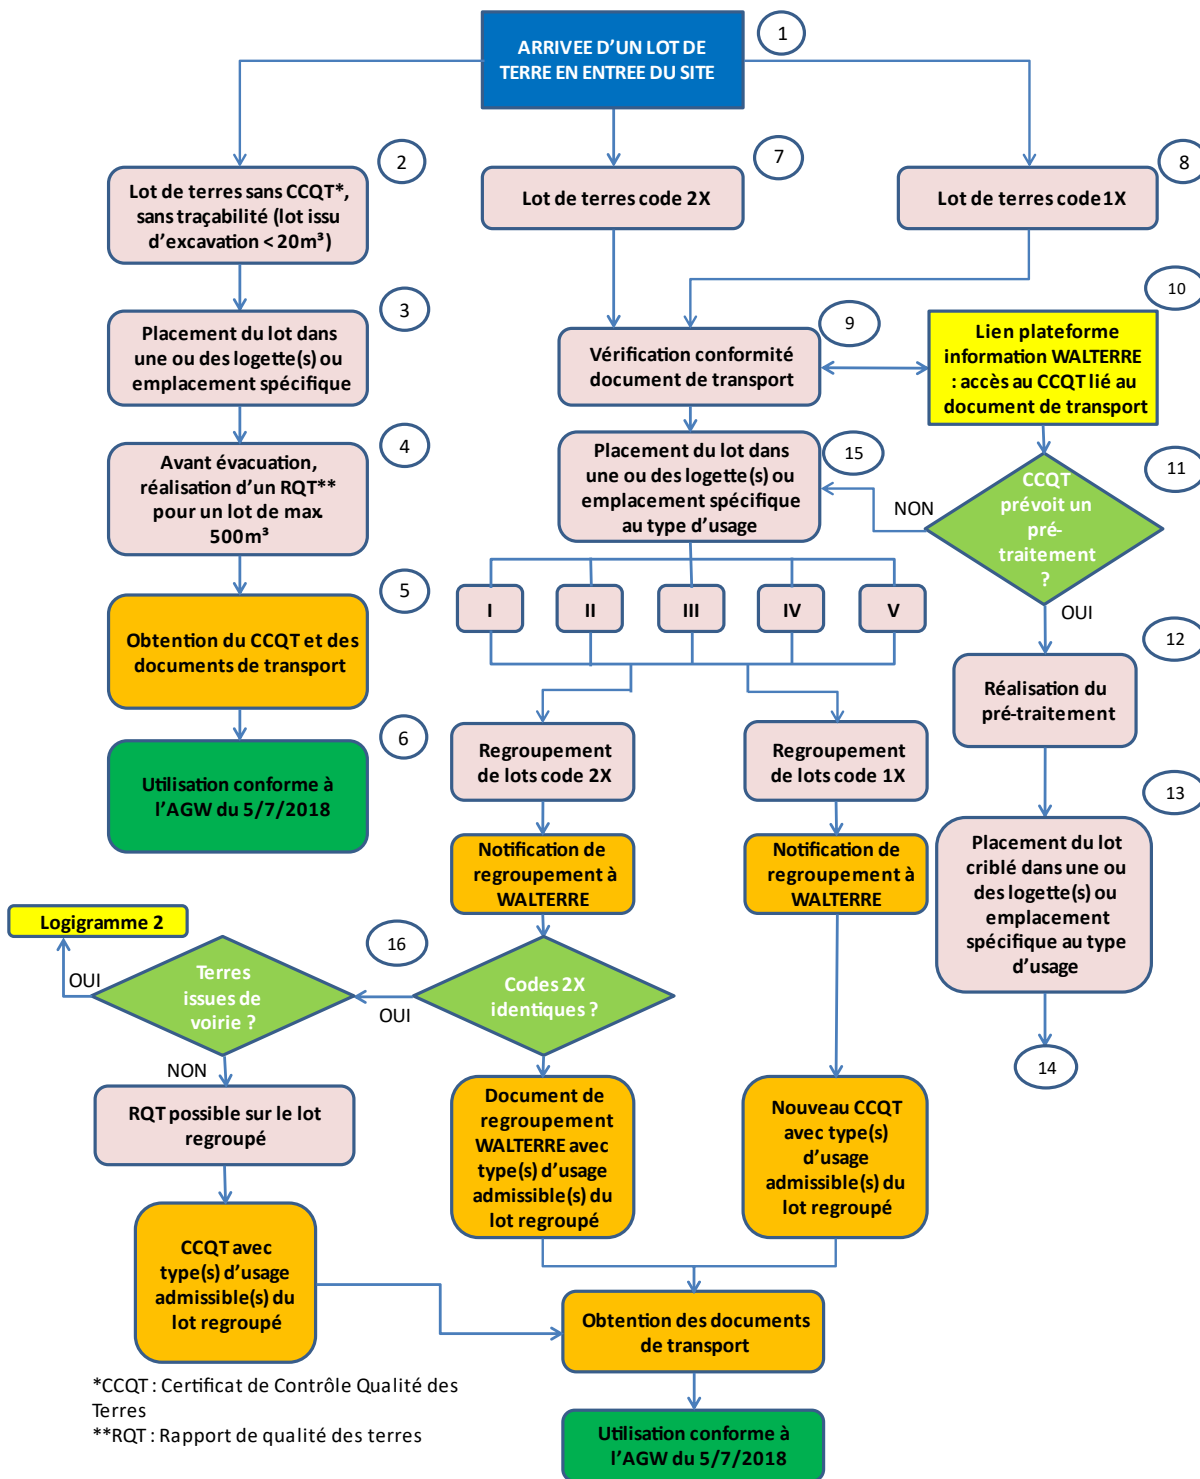 1
ARRIVEE D'UN LOT DE
TERRE EN ENTREE DU SITE
2
Lot de terres sans CCQT*,
sans traçabilité (lot issu
d'excavation < 20m³)
7
Lot de terres code 2X
8
Lot de terres code1X
3
Placement du lot dans
une ou des logette(s) ou
emplacement spécifique
9
Vérification conformité
document de transport
10
Lien plateforme
information WALTERRE
: accès au CCQT lié au
document de transport
4
Avant évacuation,
réalisation d'un RQT**
pour un lot de max.
500m³
15
Placement du lot dans
une ou des logette(s) ou
emplacement spécifique
au type d'usage
11
CCQT
prévoit un
pré-
traitement
?
NON
OUI
5
Obtention du CCQT et des
documents de transport
I
II
III
IV
V
12
Réalisation du
pré-traitement
6
Utilisation conforme à
l'AGW du 5/7/2018
Regroupement
de lots code 2X
Regroupement
de lots code 1X
13
Placement du lot
criblé dans une ou
des logette(s) ou
emplacement
spécifique au type
d'usage
14
Notification de
regroupement à
WALTERRE
Notification de
regroupement à
WALTERRE
Logigramme 2
16
OUI
Terres
issues de
voirie ?
OUI
Codes 2X
identiques ?
NON
RQT possible sur le lot
regroupé
Document de
regroupement
WALTERRE avec
type(s) d'usage
admissible(s) du
lot regroupé
Nouveau CCQT
avec type(s)
d'usage
admissible(s) du
lot regroupé
CCQT avec
type(s) d'usage
admissible(s) du
lot regroupé
Obtention des documents
de transport
*CCQT : Certificat de Contrôle Qualité des
Terres
**RQT : Rapport de qualité des terres
Utilisation conforme à
l'AGW du 5/7/2018